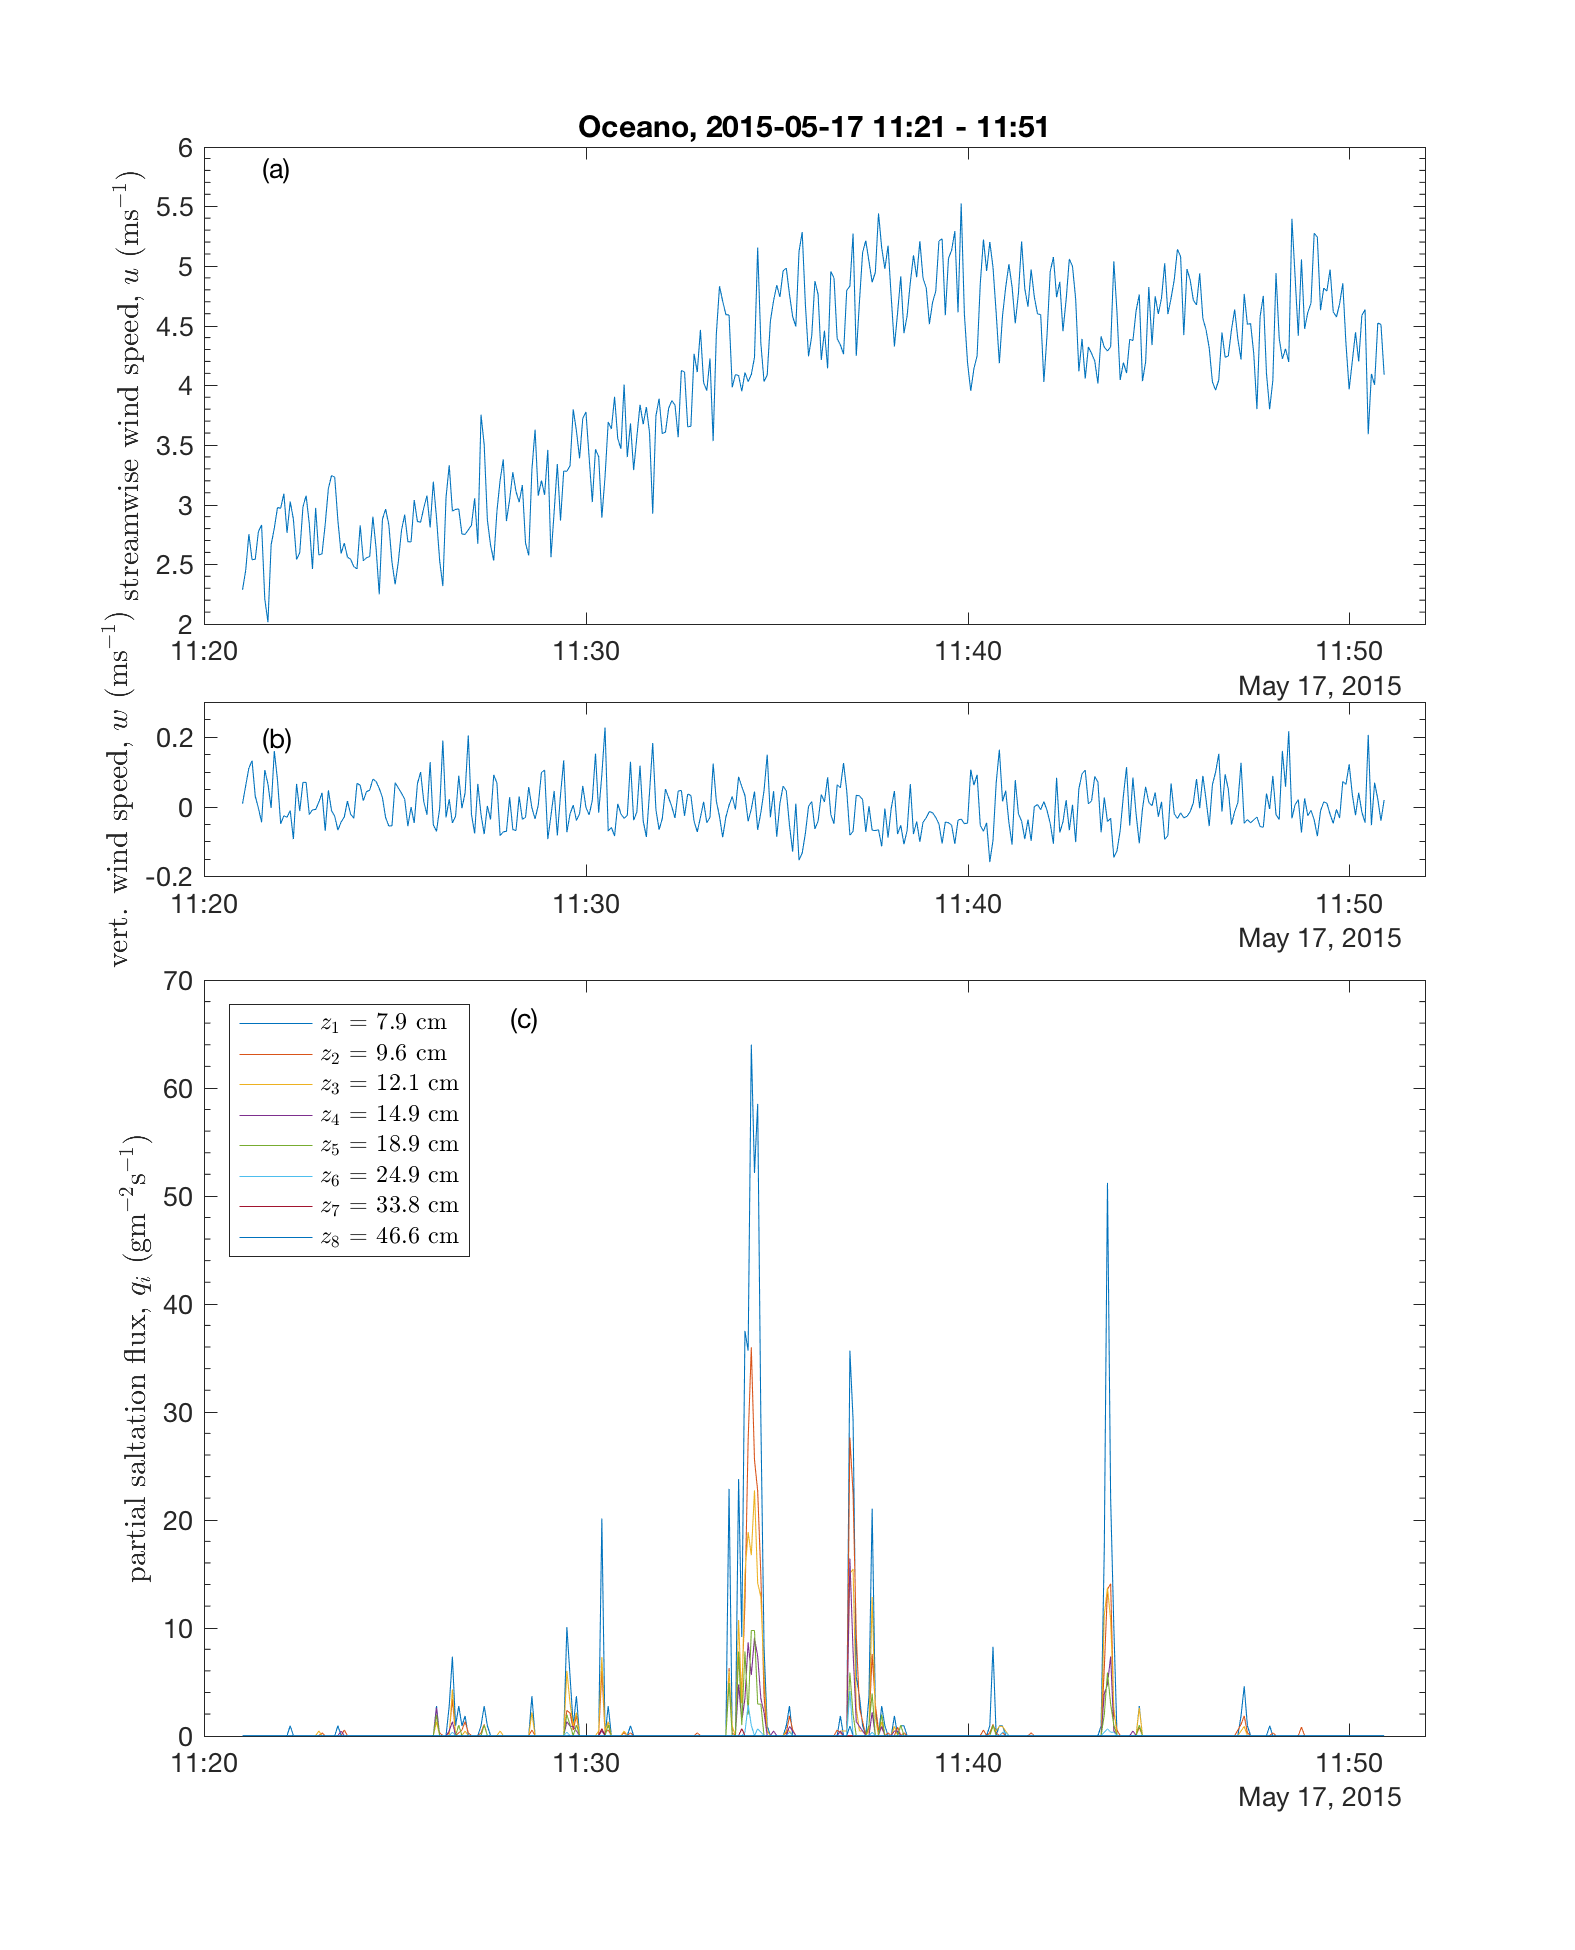 Oceano, 2015-05-17 11:21 - 11:51
(a)
streamwise wind speed, u (ms⁻¹)
6
5.5
5
4.5
4
3.5
3
2.5
2
11:20 11:30 11:40 11:50
May 17, 2015
(b)
vert. wind speed, w (ms⁻¹)
0.2
0
-0.2
11:20 11:30 11:40 11:50
May 17, 2015
(c)
partial saltation flux, qᵢ (gm⁻²s⁻¹)
70
60
50
40
30
20
10
0
z₁ = 7.9 cm
z₂ = 9.6 cm
z₃ = 12.1 cm
z₄ = 14.9 cm
z₅ = 18.9 cm
z₆ = 24.9 cm
z₇ = 33.8 cm
z₈ = 46.6 cm
11:20 11:30 11:40 11:50
May 17, 2015